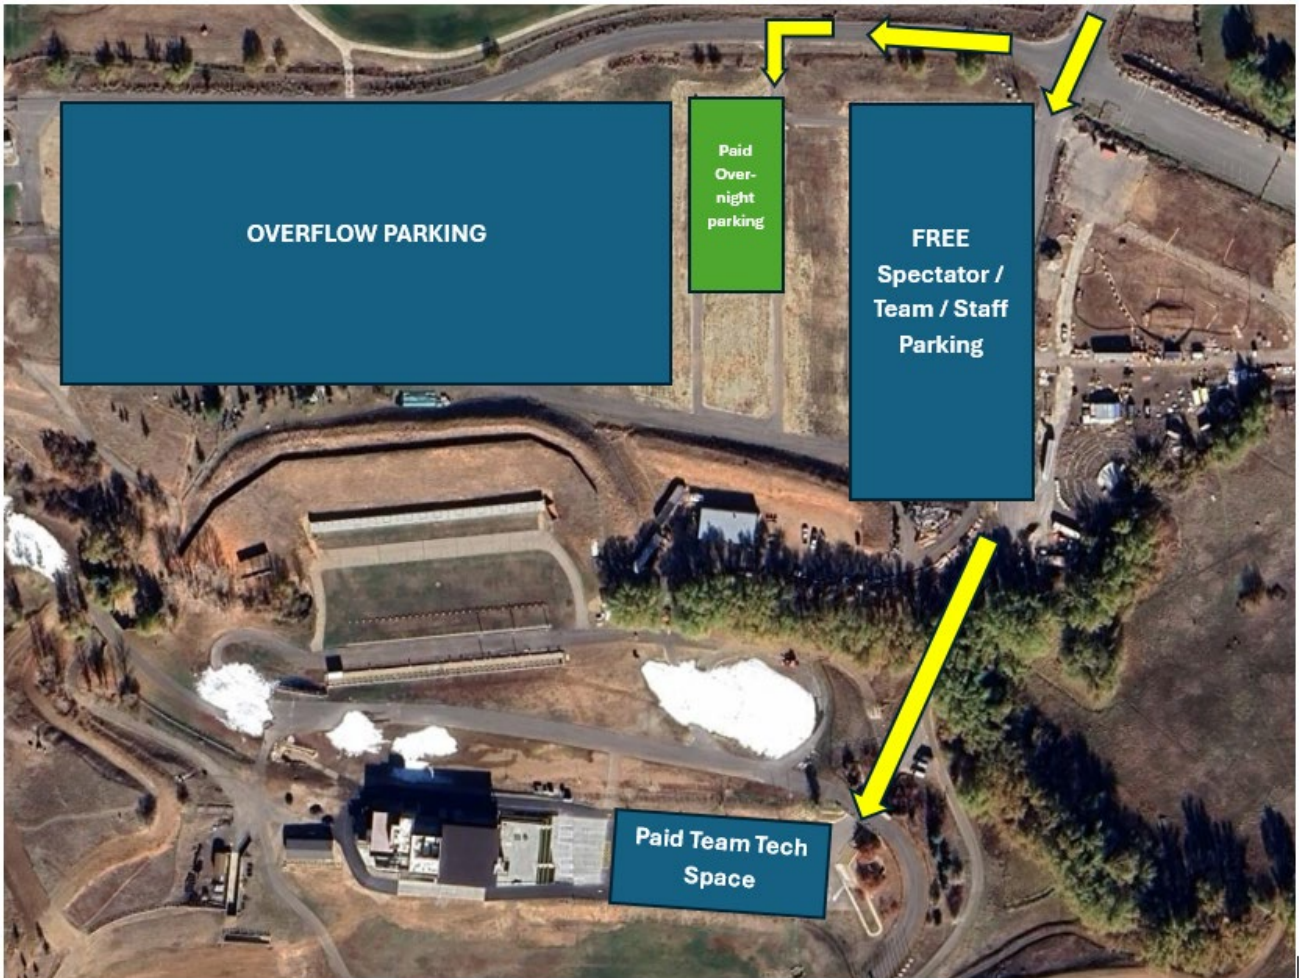 OVERFLOW PARKING
Paid
Over-
night
parking
FREE
Spectator /
Team / Staff
Parking
Paid Team Tech
Space